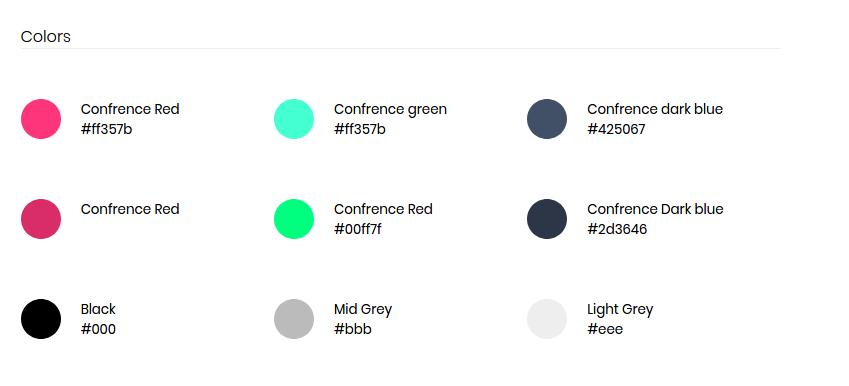 Colors
Confrence Red
#ff357b
Confrence green
#ff357b
Confrence dark blue
#425067
Confrence Red
Confrence Red
#00ff7f
Confrence Dark blue
#2d3646
Black
#000
Mid Grey
#bbb
Light Grey
#eee